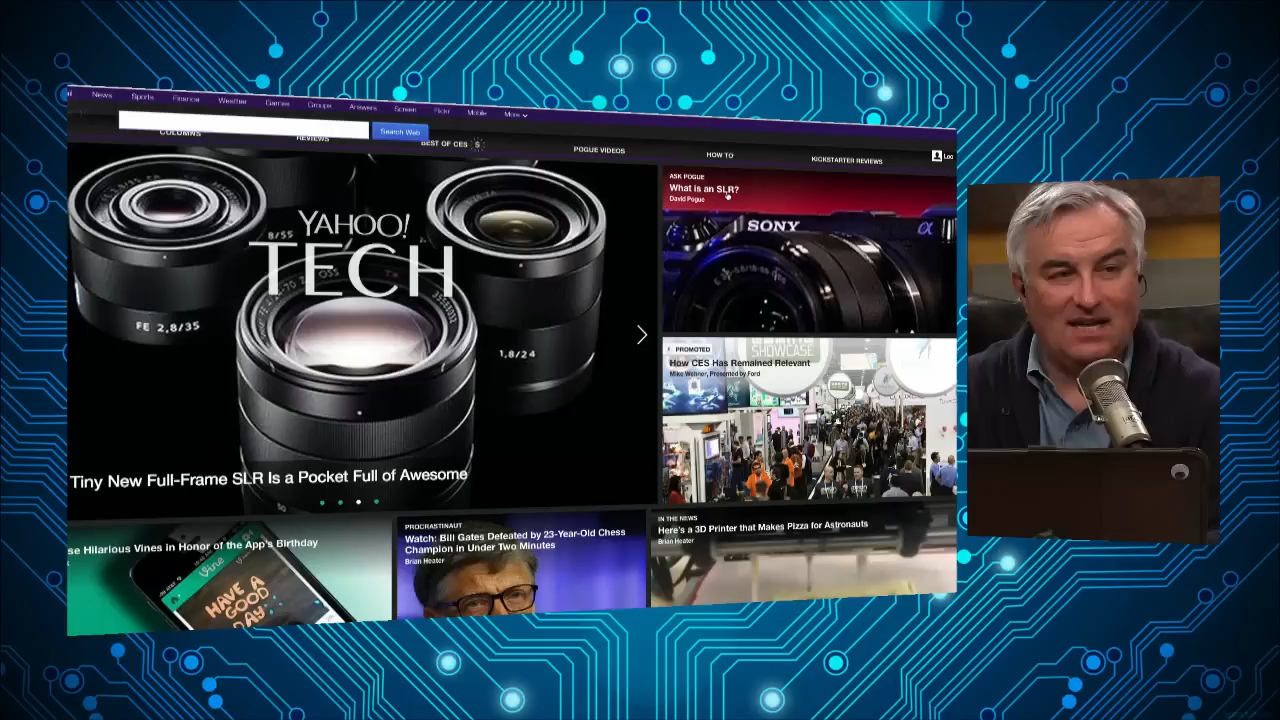 News Sports Finance Weather Games Groups Answers Screen Flickr Mobile More
Search Web
COLUMNS REVIEWS BEST OF CES POGUE VIDEOS HOW TO KICKSTARTER REVIEWS
YAHOO!
TECH
FE 2,8/35
1,8/24
Tiny New Full-Frame SLR Is a Pocket Full of Awesome
ASK POGUE
What is an SLR?
David Pogue
SONY
α
PROMOTED
SHOWCASE
How CES Has Remained Relevant
Mike Wehner, Presented by Ford
se Hilarious Vines in Honor of the App's Birthday
Vine
HAVE A
GOOD
DAY
PROCRASTINAUT
Watch: Bill Gates Defeated by 23-Year-Old Chess
Champion in Under Two Minutes
Brian Heater
IN THE NEWS
Here's a 3D Printer that Makes Pizza for Astronauts
Brian Heater